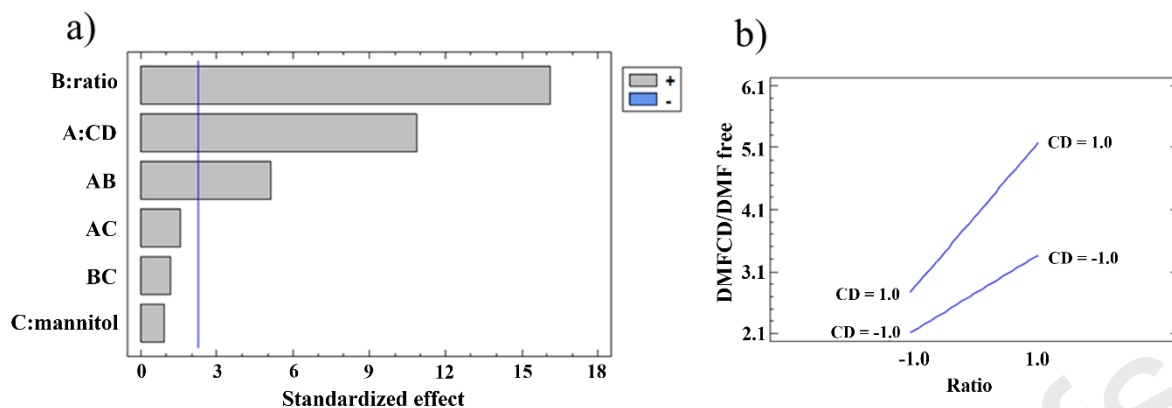 a)
B:ratio
A:CD
AB
AC
BC
C:mannitol
0 3 6 9 12 15 18
Standardized effect
+
-
b)
DMFCD/DMF free
6.1
5.1
4.1
3.1
2.1
CD = 1.0
CD = -1.0
CD = 1.0
CD = -1.0
-1.0 1.0
Ratio